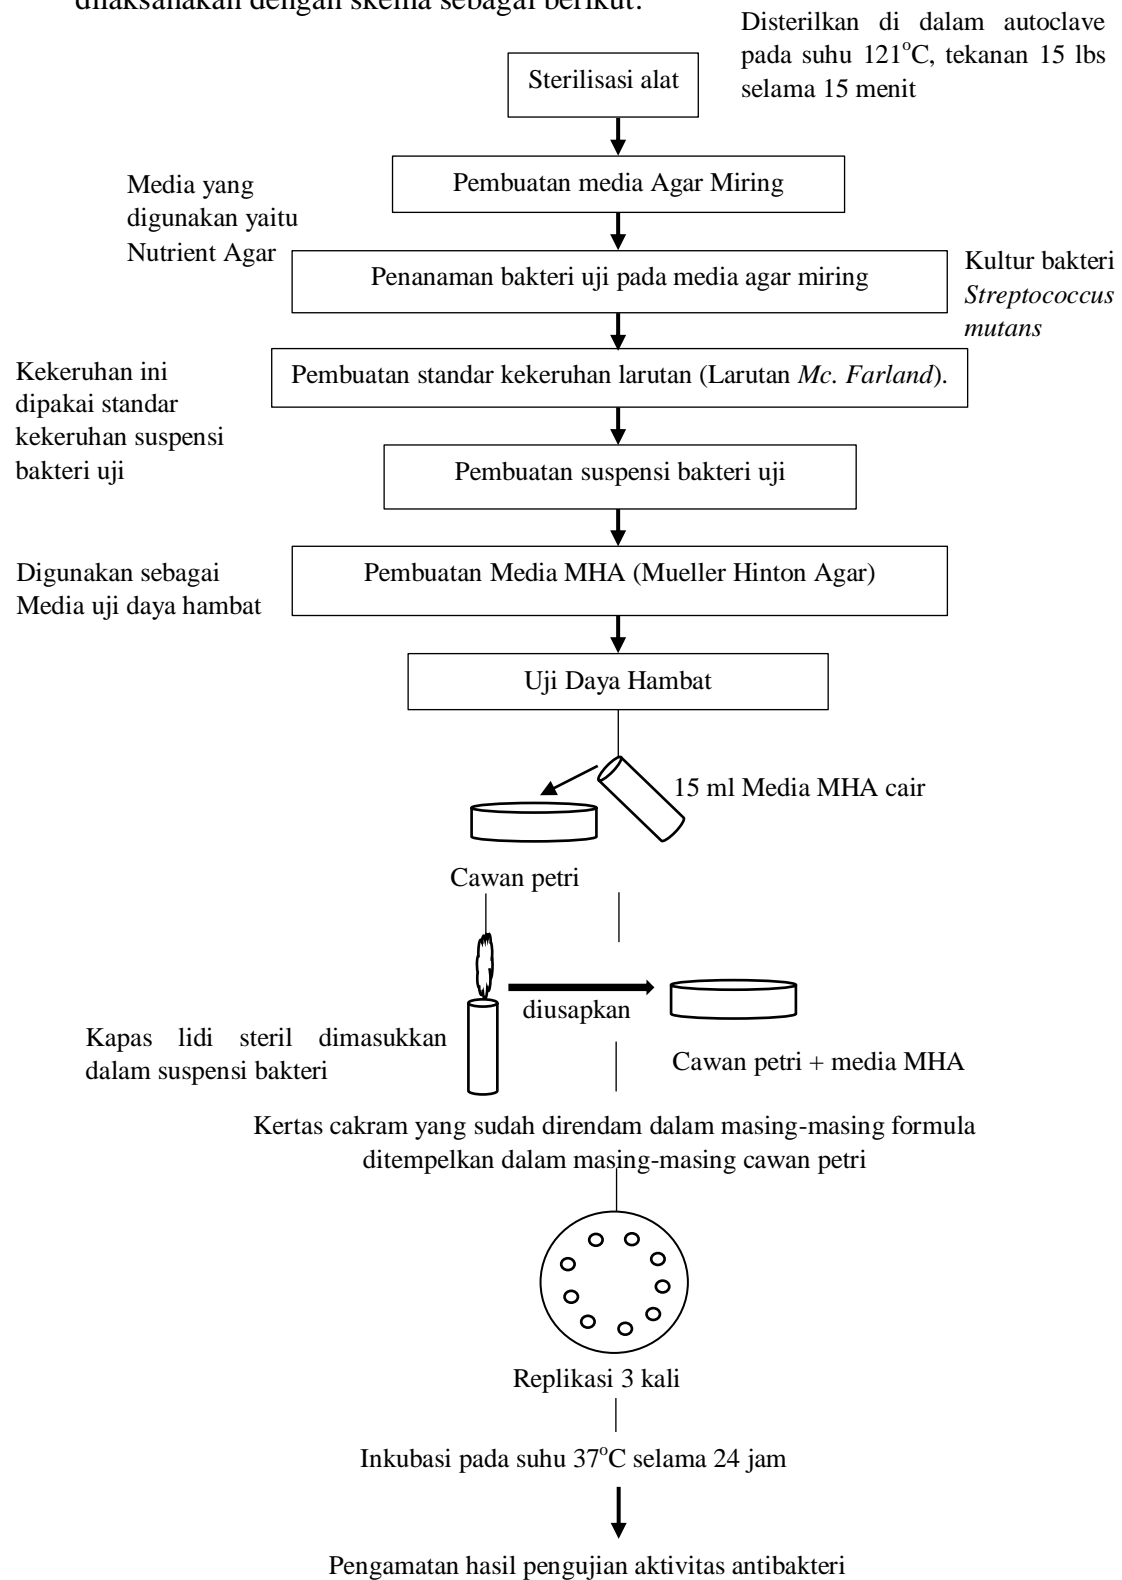 dilaksanakan dengan skema sebagai berikut:
Disterilkan di dalam autoclave
pada suhu 121°C, tekanan 15 lbs
selama 15 menit
Sterilisasi alat
Pembuatan media Agar Miring
Media yang
digunakan yaitu
Nutrient Agar
Penanaman bakteri uji pada media agar miring
Kultur bakteri
Streptococcus
mutans
Pembuatan standar kekeruhan larutan (Larutan Mc. Farland).
Kekeruhan ini
dipakai standar
kekeruhan suspensi
bakteri uji
Pembuatan suspensi bakteri uji
Pembuatan Media MHA (Mueller Hinton Agar)
Digunakan sebagai
Media uji daya hambat
Uji Daya Hambat
15 ml Media MHA cair
Cawan petri
diusapkan
Kapas lidi steril dimasukkan
dalam suspensi bakteri
Cawan petri + media MHA
Kertas cakram yang sudah direndam dalam masing-masing formula
ditempelkan dalam masing-masing cawan petri
Replikasi 3 kali
Inkubasi pada suhu 37°C selama 24 jam
Pengamatan hasil pengujian aktivitas antibakteri